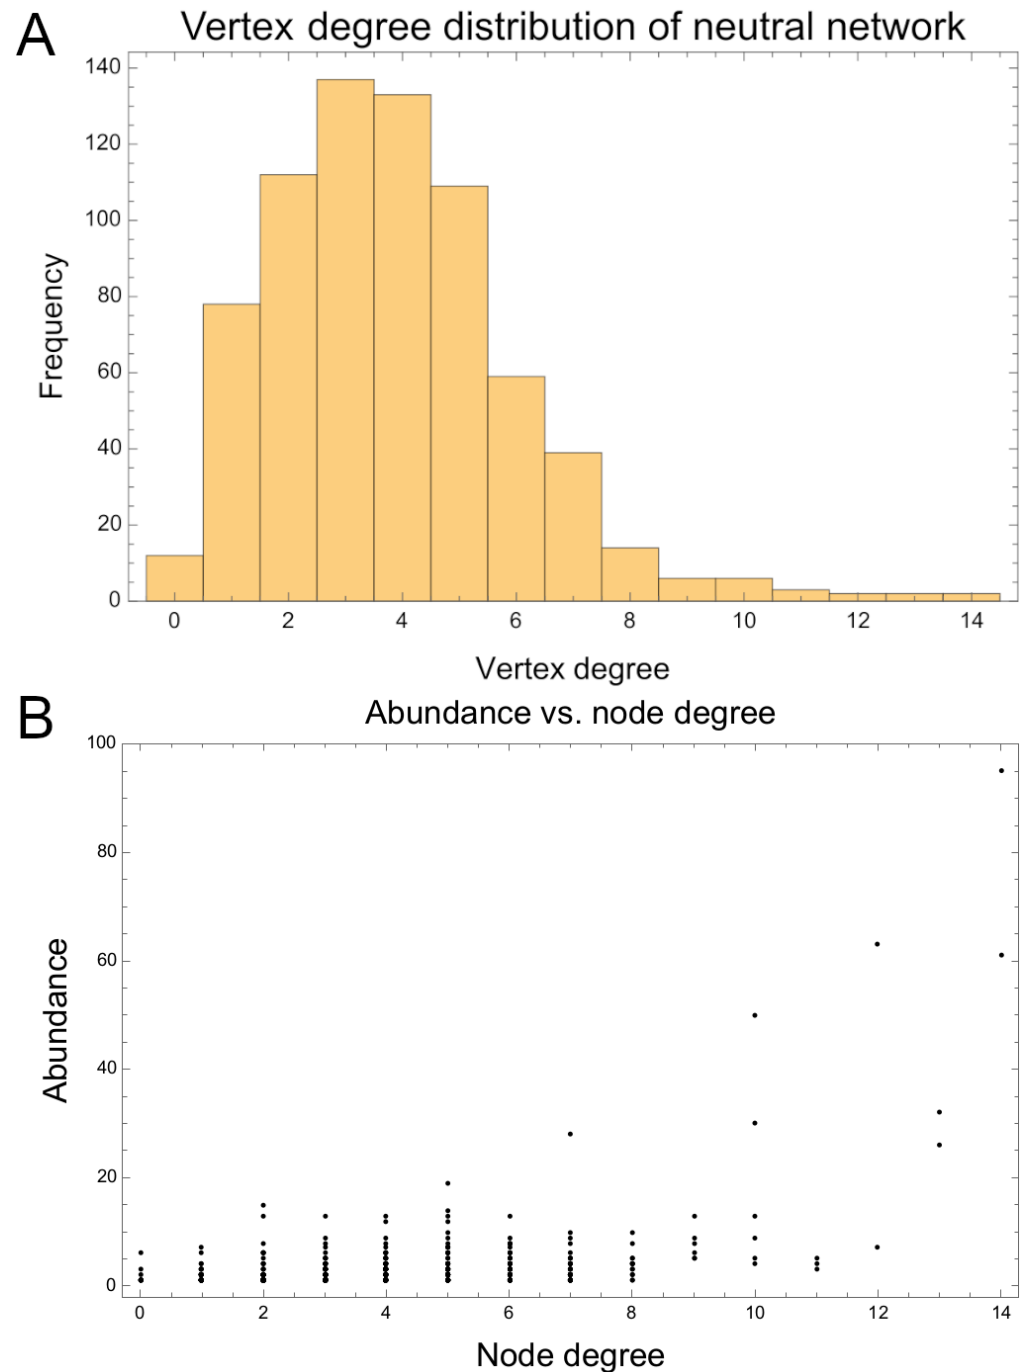 A
Vertex degree distribution of neutral network
140
120
100
80
60
40
20
0
Frequency
0 2 4 6 8 10 12 14
Vertex degree
B
Abundance vs. node degree
100
80
60
40
20
0
Abundance
0 2 4 6 8 10 12 14
Node degree